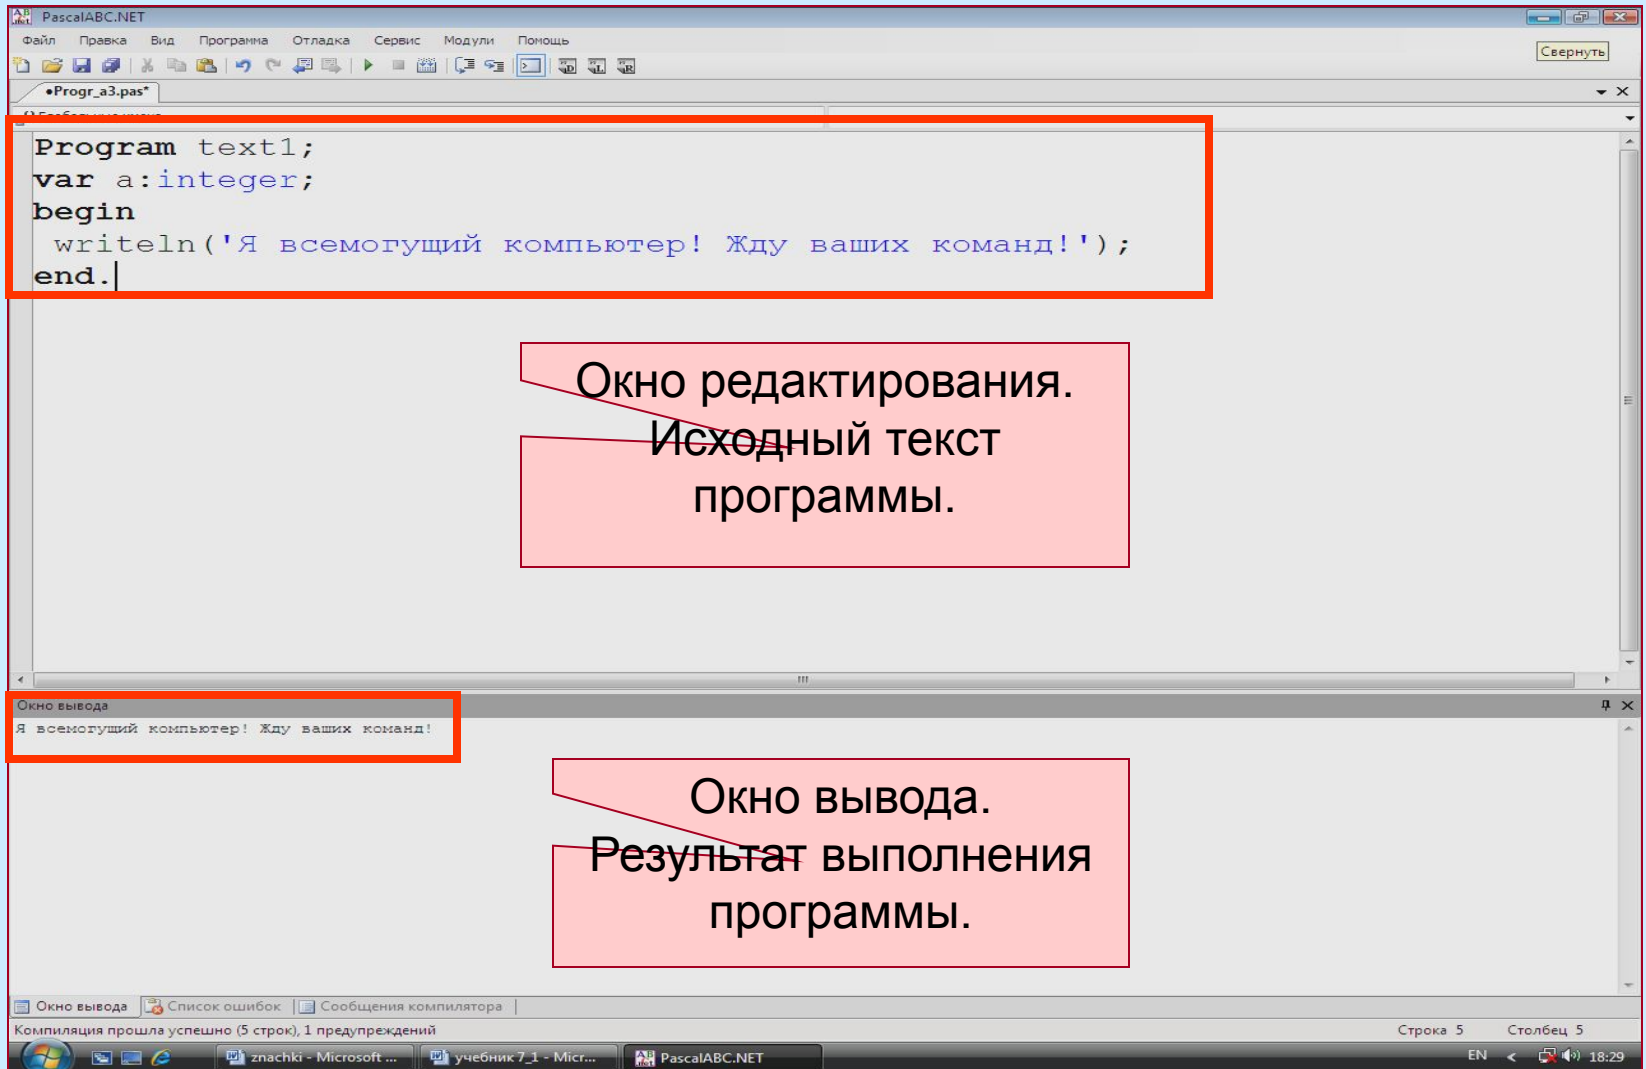 PascalABC.NET
Файл Правка Вид Программа Отладка Сервис Модули Помощь
Свернуть
•Progr_a3.pas*
Program text1;
var a:integer;
begin
writeln('Я всемогущий компьютер! Жду ваших команд!');
end.
Окно редактирования.
Исходный текст
программы.
Окно вывода
Я всемогущий компьютер! Жду ваших команд!
Окно вывода.
Результат выполнения
программы.
Окно вывода Список ошибок Сообщения компилятора
Компиляция прошла успешно (5 строк), 1 предупреждений Строка 5 Столбец 5
znachki - Microsoft ... учебник 7_1 - Micr... PascalABC.NET EN < 18:29